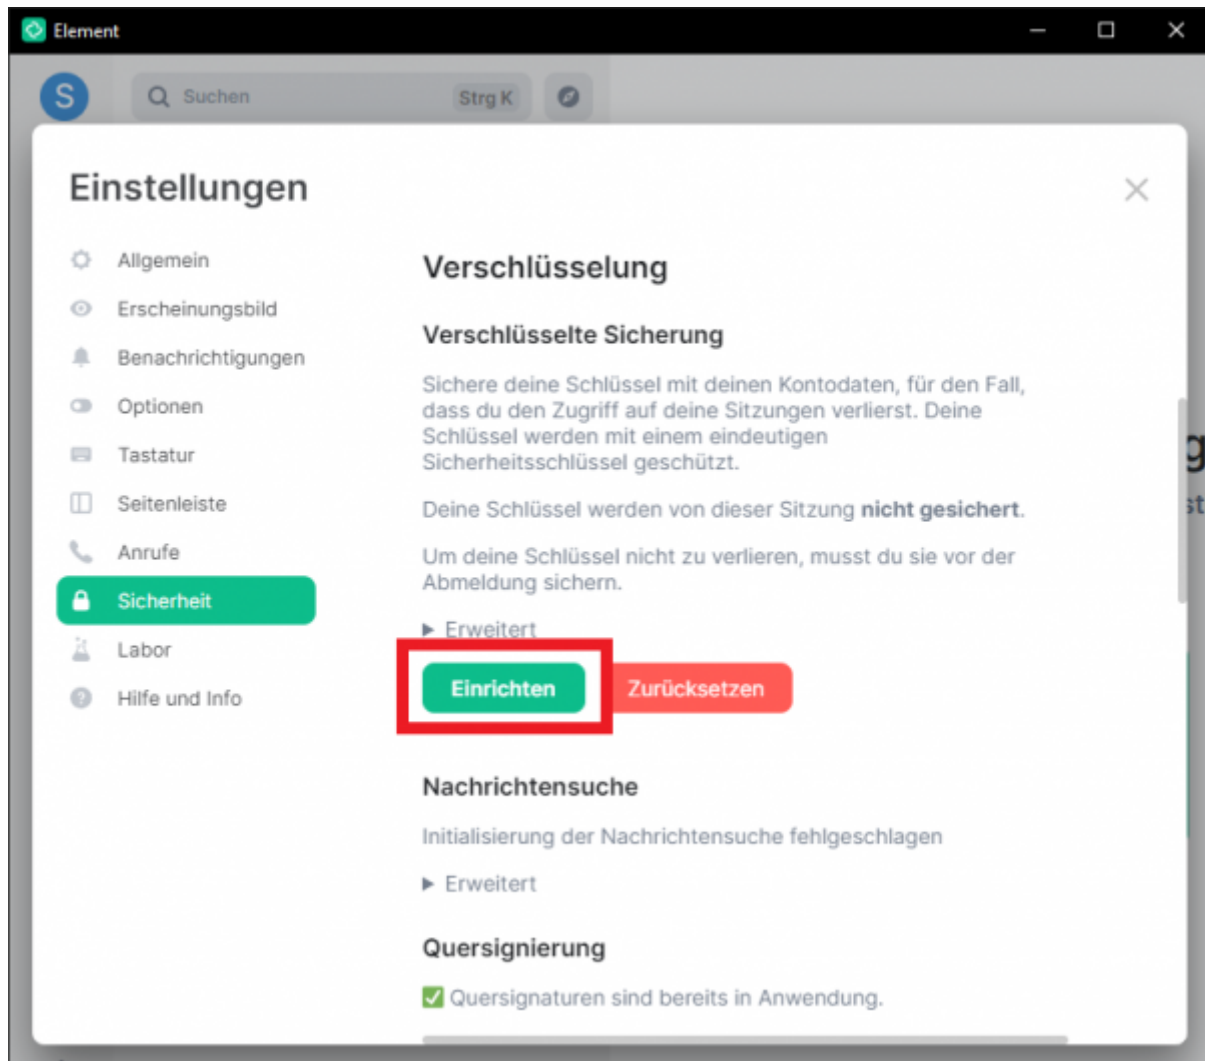 Element
S
Suchen
Strg K
Einstellungen
Allgemein
Erscheinungsbild
Benachrichtigungen
Optionen
Tastatur
Seitenleiste
Anrufe
Sicherheit
Labor
Hilfe und Info
Verschlüsselung
Verschlüsselte Sicherung
Sichere deine Schlüssel mit deinen Kontodaten, für den Fall,
dass du den Zugriff auf deine Sitzungen verlierst. Deine
Schlüssel werden mit einem eindeutigen
Sicherheitsschlüssel geschützt.
Deine Schlüssel werden von dieser Sitzung nicht gesichert.
Um deine Schlüssel nicht zu verlieren, musst du sie vor der
Abmeldung sichern.
Erweitert
Einrichten
Zurücksetzen
Nachrichtensuche
Initialisierung der Nachrichtensuche fehlgeschlagen
Erweitert
Quersignierung
✅ Quersignaturen sind bereits in Anwendung.